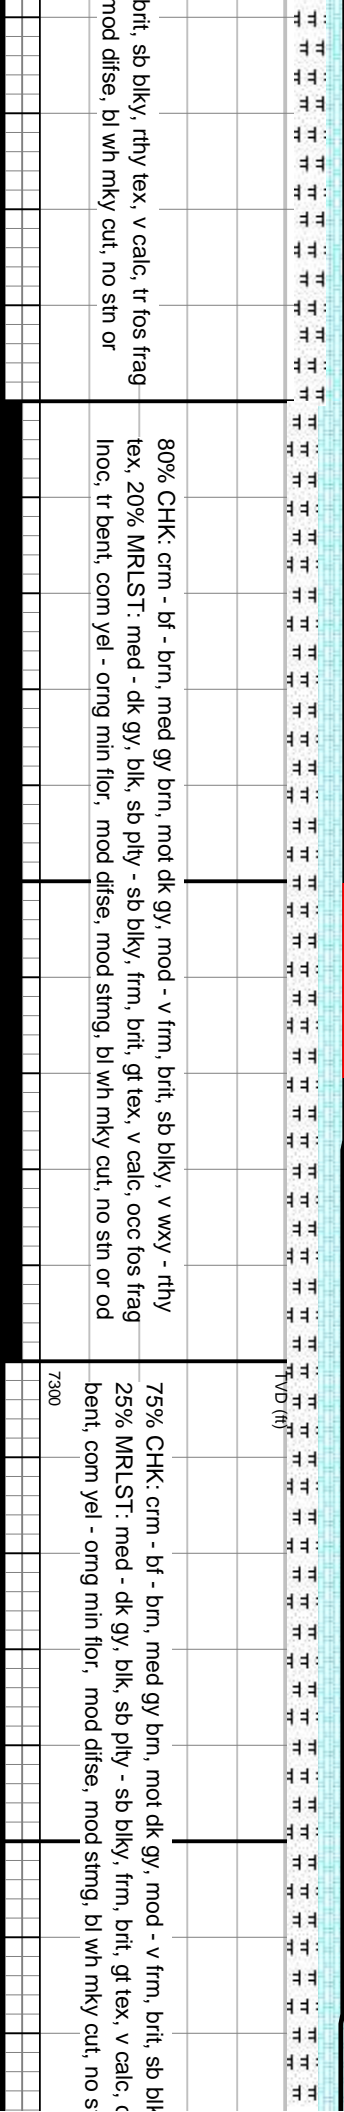 brit, sb blky, rthy tex, v calc, tr fos frag
mod difse, bl wh mky cut, no stn or
80% CHK: crm - bf - brn, med gy brn, mot dk gy, mod - v frm, brit, sb blky, v wxy - rthy
tex, 20% MRLST: med - dk gy, blk, sb plty - sb blky, frm, brit, gt tex, v calc, occ fos frag
Inoc, tr bent, com yel - orng min flor, mod difse, mod stmg, bl wh mky cut, no stn or od
TVD (ft)
75% CHK: crm - bf - brn, med gy brn, mot dk gy, mod - v frm, brit, sb blk
25% MRLST: med - dk gy, blk, sb plty - sb blky, frm, brit, gt tex, v calc,
bent, com yel - orng min flor, mod difse, mod stmg, bl wh mky cut, no
7300